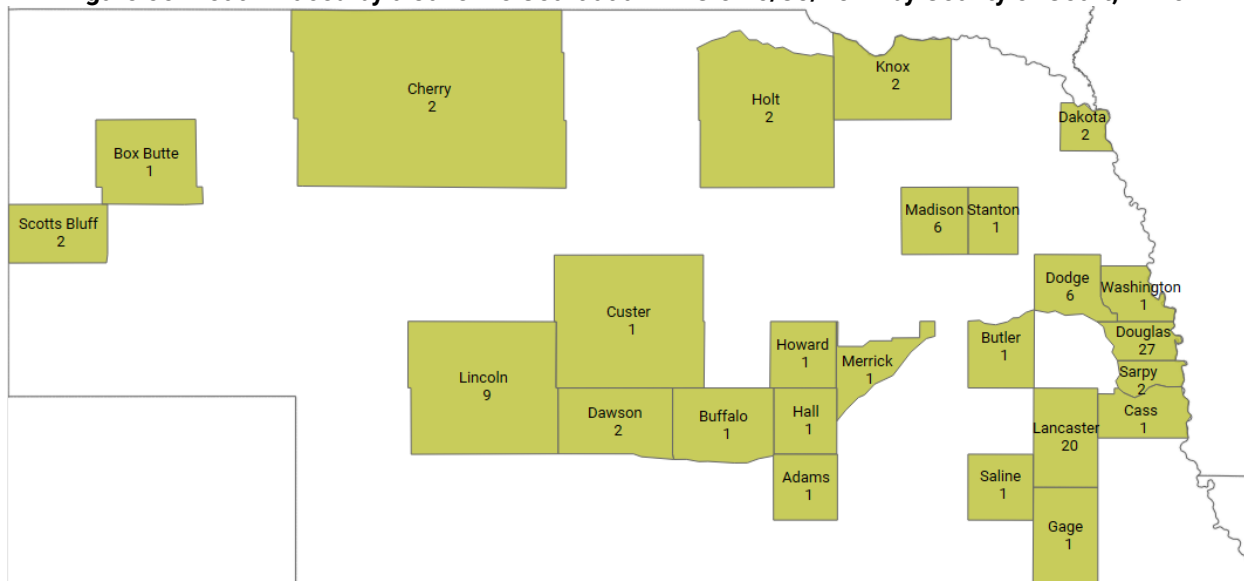 Cherry
2
Holt
2
Knox
2
Dakota
2
Box Butte
1
Scotts Bluff
2
Madison
6
Stanton
1
Dodge
6
Washington
1
Custer
1
Howard
1
Merrick
1
Butler
1
Douglas
27
Sarpy
2
Lincoln
9
Dawson
2
Buffalo
1
Hall
1
Lancaster
20
Cass
1
Adams
1
Saline
1
Gage
1